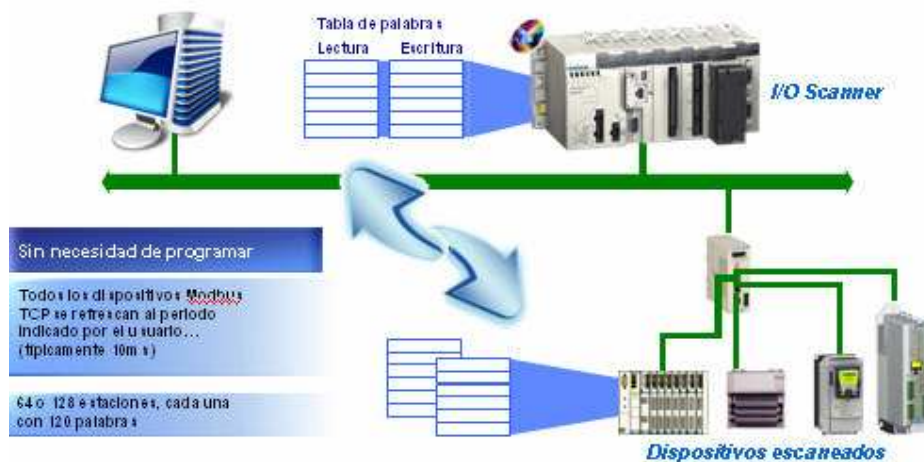 Tabla de palabras
Lectura Escritura
I/O Scanner
Sin necesidad de programar
Todos los dispositivos Modbus
TCP se refrescan al periodo
indicado por el usuario...
(típicamente 10ms)
64 o 128 estaciones, cada una
con 120 palabras
Dispositivos escaneados